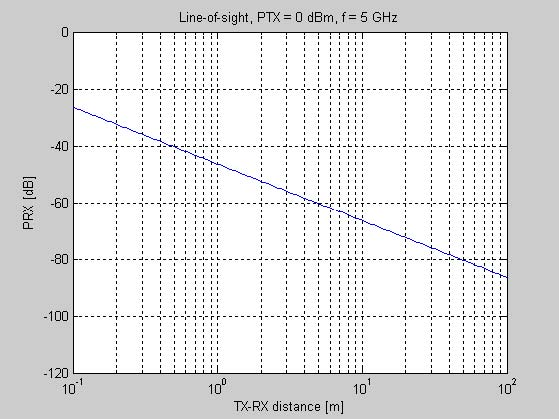 Line-of-sight, PTX = 0 dBm, f = 5 GHz
0
-20
-40
-60
-80
-100
-120
PRX [dB]
10^-1 10^0 10^1 10^2
TX-RX distance [m]